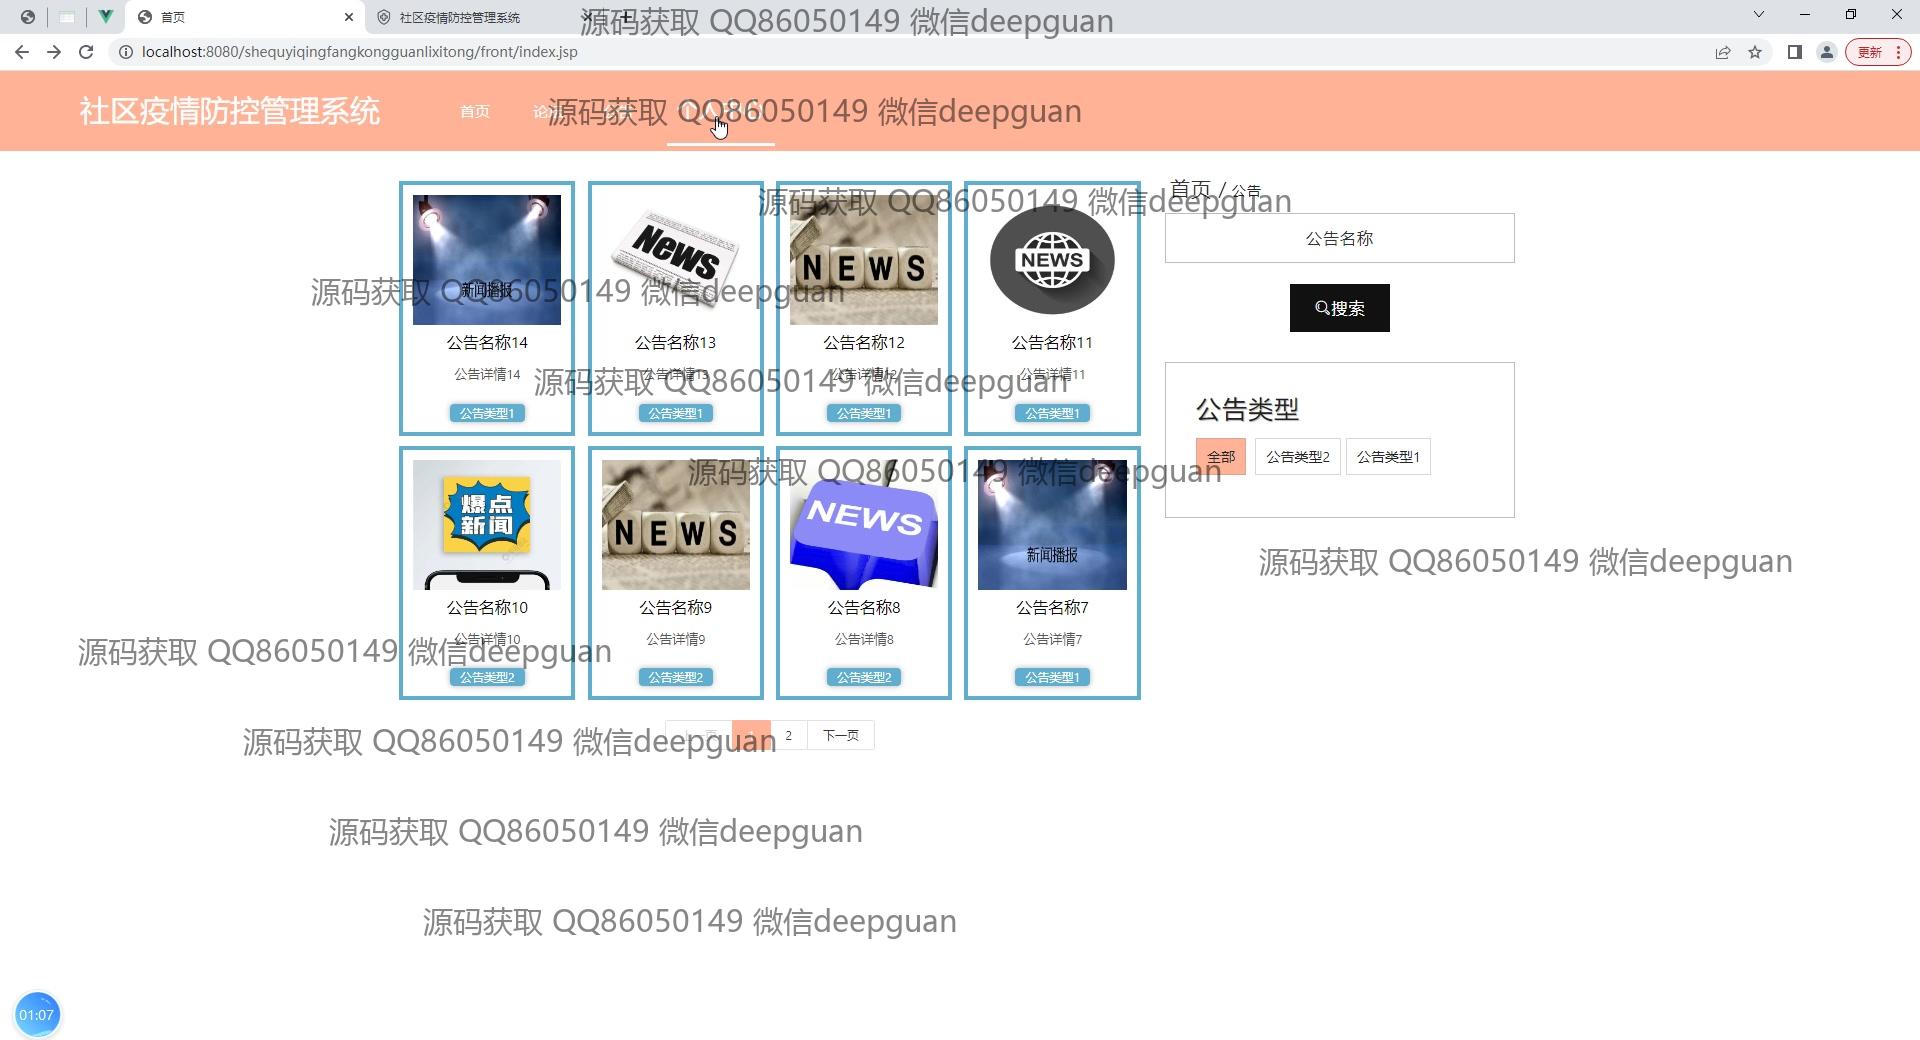 首页
社区疫情防控管理系统
源码获取 QQ86050149 微信deepguan
localhost:8080/shequyiqingfangkongguanlixitong/front/index.jsp
更新
社区疫情防控管理系统
首页
源码获取 QQ86050149 微信deepguan
源码获取 QQ86050149 微信deepguan
首页 / 公告
公告名称
搜索
新闻播报
News
NEWS
NEWS
源码获取 QQ86050149 微信deepguan
公告名称14
公告名称13
公告名称12
公告名称11
公告详情14
公告详情13
公告详情12
公告详情11
源码获取 QQ86050149 微信deepguan
公告类型1
公告类型1
公告类型1
公告类型1
公告类型
全部
公告类型2
公告类型1
源码获取 QQ86050149 微信deepguan
爆点
新闻
NEWS
NEWS
新闻播报
源码获取 QQ86050149 微信deepguan
公告名称10
公告名称9
公告名称8
公告名称7
公告详情10
公告详情9
公告详情8
公告详情7
源码获取 QQ86050149 微信deepguan
公告类型2
公告类型2
公告类型2
公告类型1
上一页
1
2
下一页
源码获取 QQ86050149 微信deepguan
源码获取 QQ86050149 微信deepguan
源码获取 QQ86050149 微信deepguan
01:07